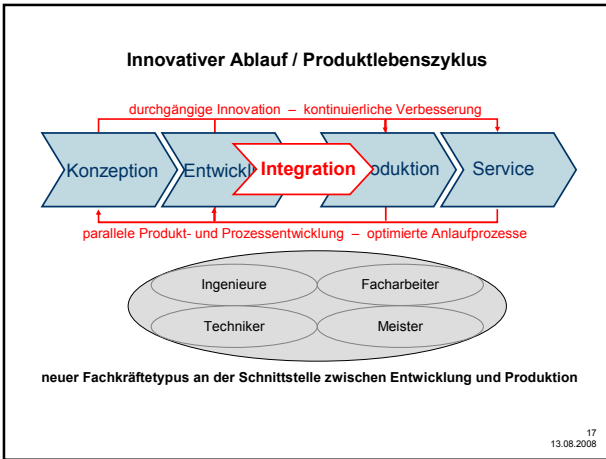 Innovativer Ablauf / Produktlebenszyklus
durchgängige Innovation – kontinuierliche Verbesserung
Konzeption Entwickl Integration oduktion Service
parallele Produkt- und Prozessentwicklung – optimierte Anlaufprozesse
Ingenieure Facharbeiter
Techniker Meister
neuer Fachkräftetypus an der Schnittstelle zwischen Entwicklung und Produktion
17
13.08.2008